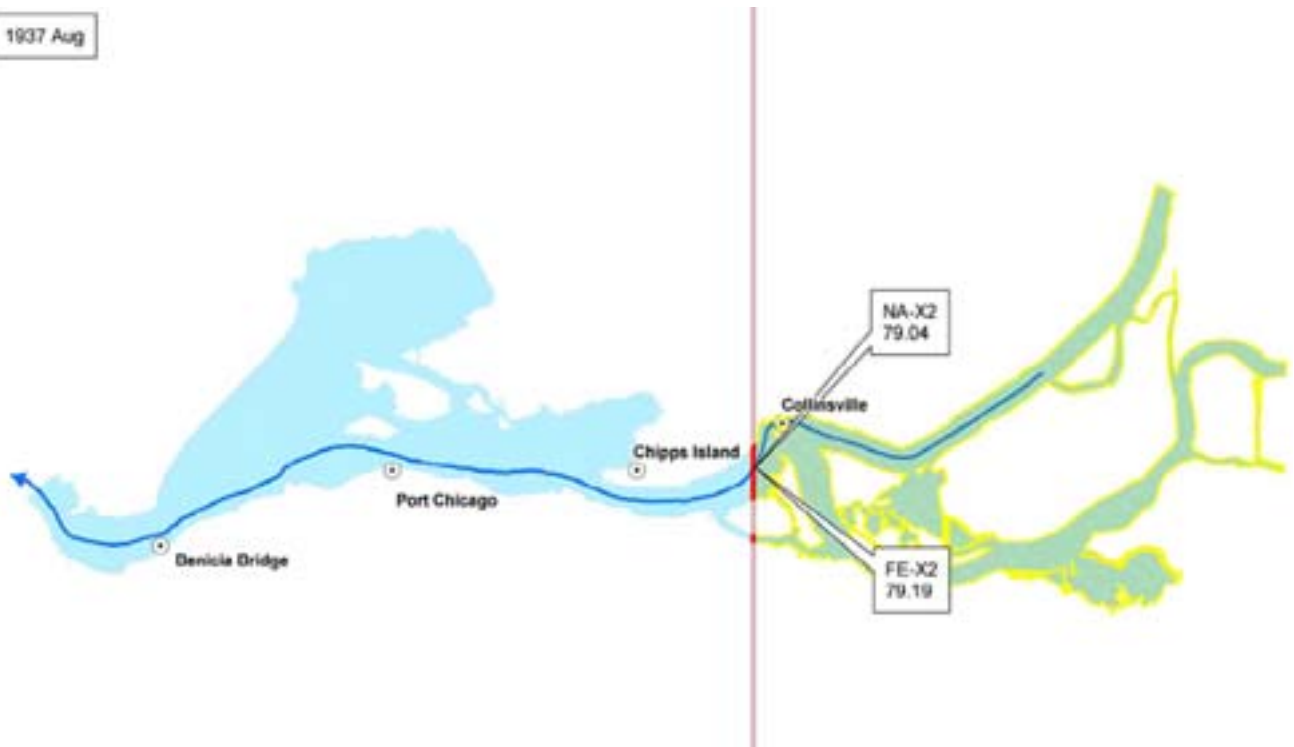 1937 Aug
NA-X2
79.04
Collinsville
Chipps Island
Port Chicago
Benicia Bridge
FE-X2
79.19